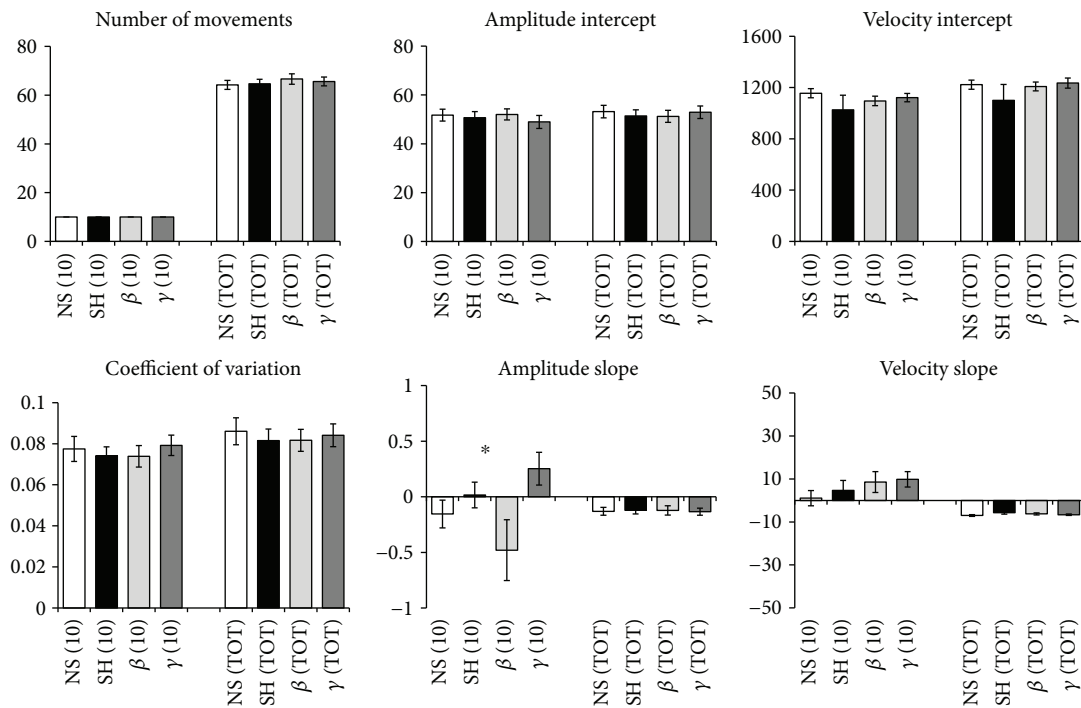 Number of movements
80
60
40
20
0
NS (10)
SH (10)
β (10)
γ (10)
NS (TOT)
SH (TOT)
β (TOT)
γ (TOT)
Amplitude intercept
80
60
40
20
0
NS (10)
SH (10)
β (10)
γ (10)
NS (TOT)
SH (TOT)
β (TOT)
γ (TOT)
Velocity intercept
1600
1200
800
400
0
NS (10)
SH (10)
β (10)
γ (10)
NS (TOT)
SH (TOT)
β (TOT)
γ (TOT)
Coefficient of variation
0.1
0.08
0.06
0.04
0.02
0
NS (10)
SH (10)
β (10)
γ (10)
NS (TOT)
SH (TOT)
β (TOT)
γ (TOT)
Amplitude slope
1
0.5
*
0
−0.5
−1
NS (10)
SH (10)
β (10)
γ (10)
NS (TOT)
SH (TOT)
β (TOT)
γ (TOT)
Velocity slope
50
30
10
−10
−30
−50
NS (10)
SH (10)
β (10)
γ (10)
NS (TOT)
SH (TOT)
β (TOT)
γ (TOT)